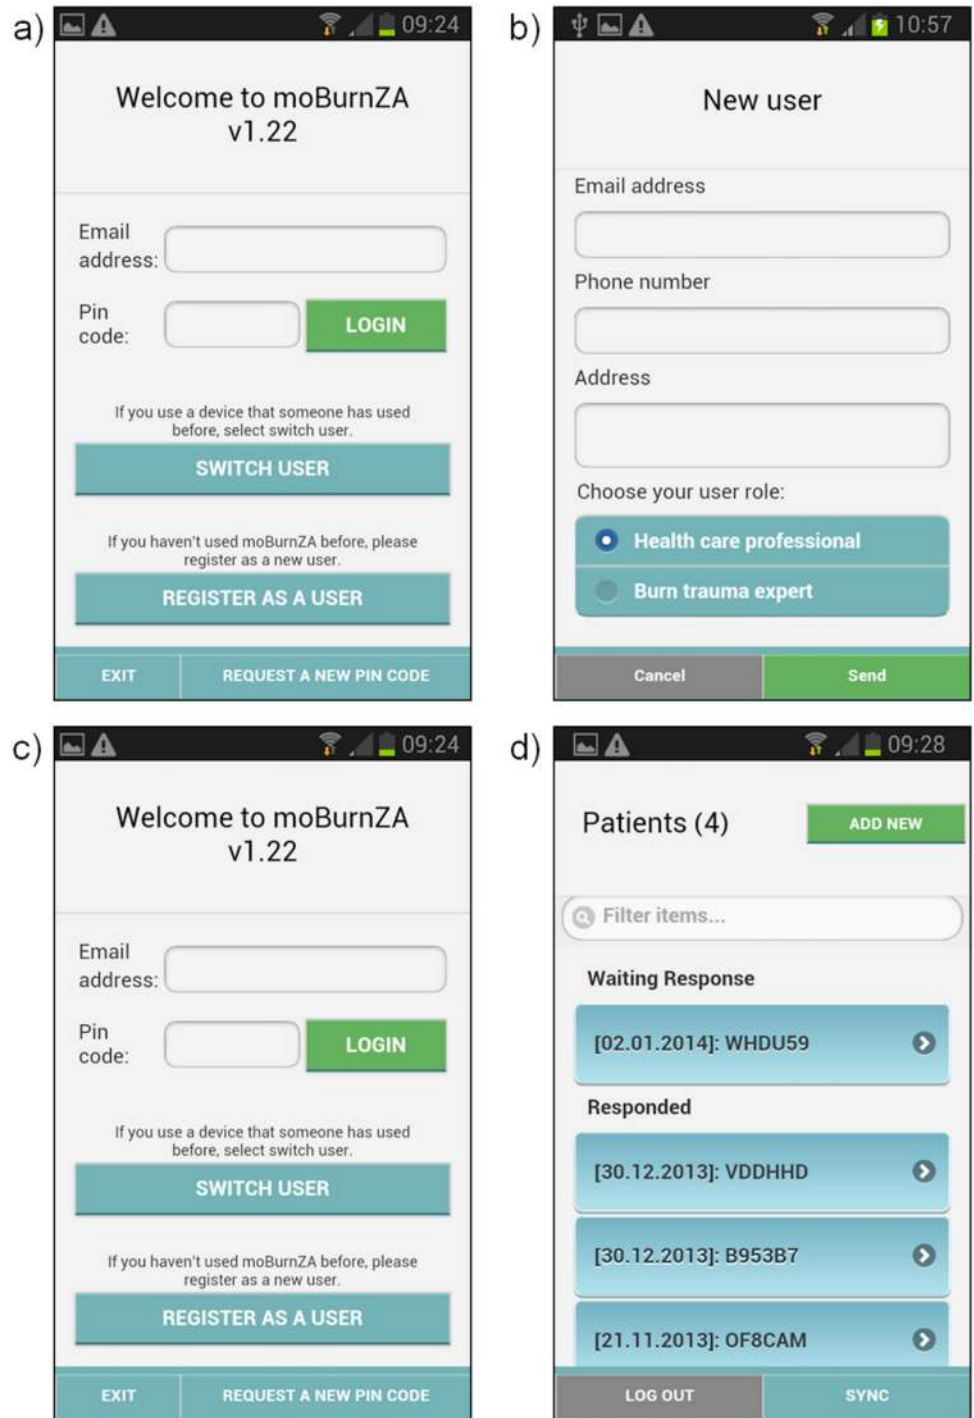 a)
09:24
Welcome to moBurnZA
v1.22
Email
address:
Pin
code:
LOGIN
If you use a device that someone has used
before, select switch user.
SWITCH USER
If you haven't used moBurnZA before, please
register as a new user.
REGISTER AS A USER
EXIT
REQUEST A NEW PIN CODE
b)
10:57
New user
Email address
Phone number
Address
Choose your user role:
Health care professional
Burn trauma expert
Cancel
Send
c)
09:24
Welcome to moBurnZA
v1.22
Email
address:
Pin
code:
LOGIN
If you use a device that someone has used
before, select switch user.
SWITCH USER
If you haven't used moBurnZA before, please
register as a new user.
REGISTER AS A USER
EXIT
REQUEST A NEW PIN CODE
d)
09:28
Patients (4)
ADD NEW
Filter items...
Waiting Response
[02.01.2014]: WHDU59
Responded
[30.12.2013]: VDDHHD
[30.12.2013]: B953B7
[21.11.2013]: OF8CAM
LOG OUT
SYNC